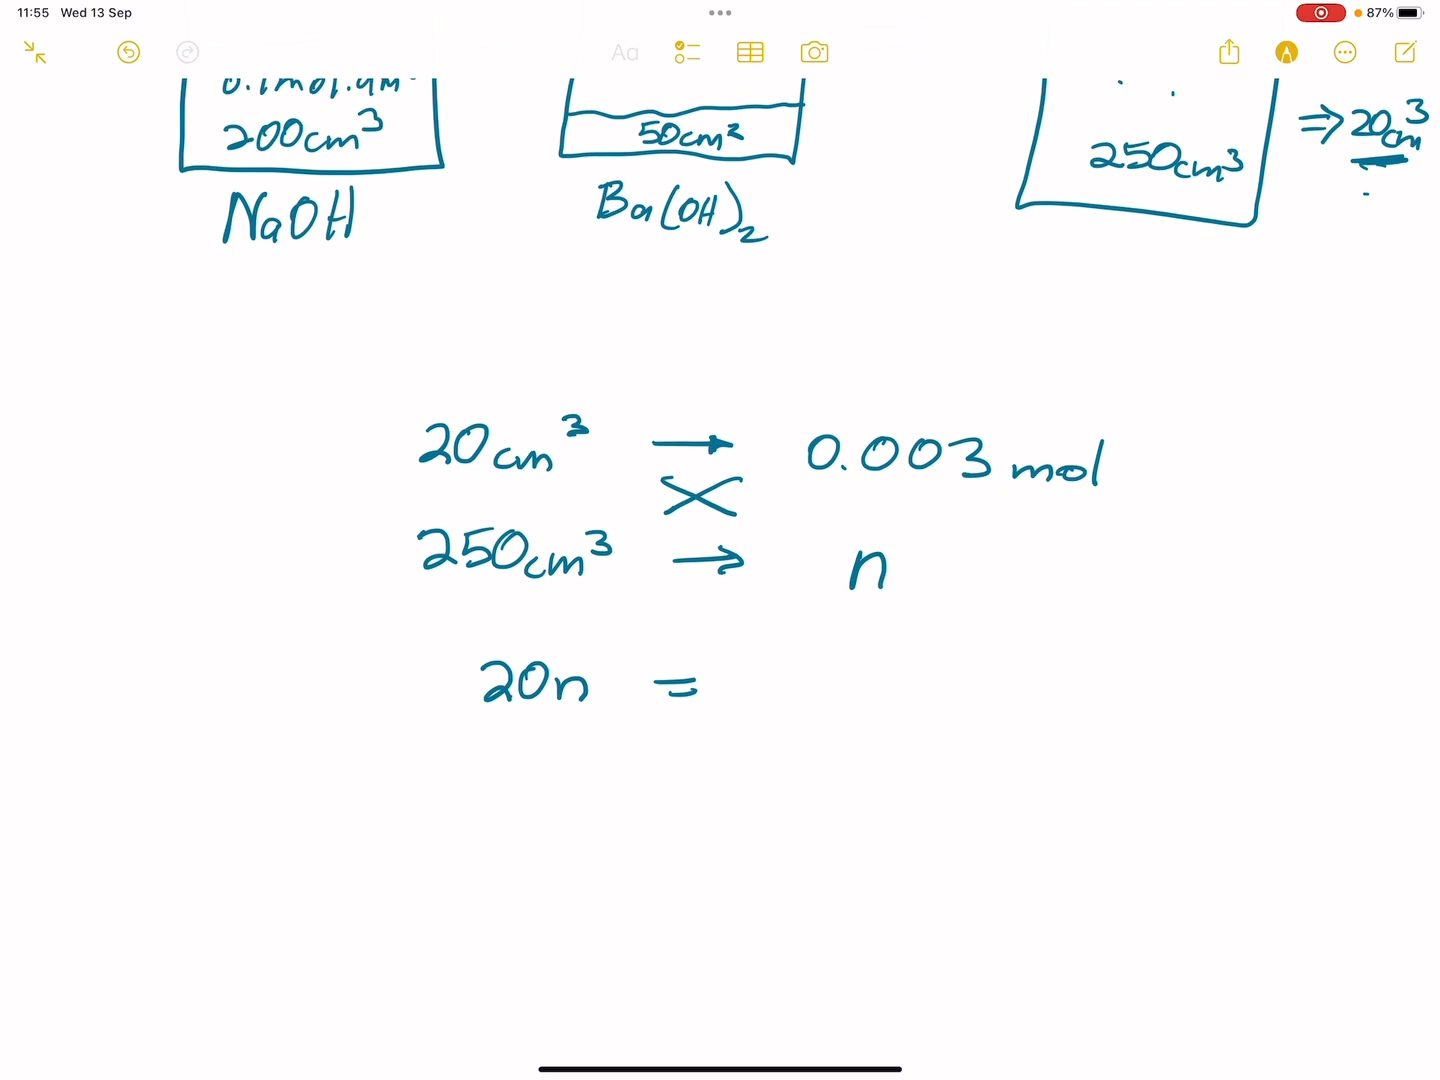 11:55 Wed 13 Sep
87%
Aa
200cm³
NaOH
50cm²
Ba(OH)₂
250cm³
⇒20cm³
20cm³ → 0.003 mol
250cm³ → n
20n =